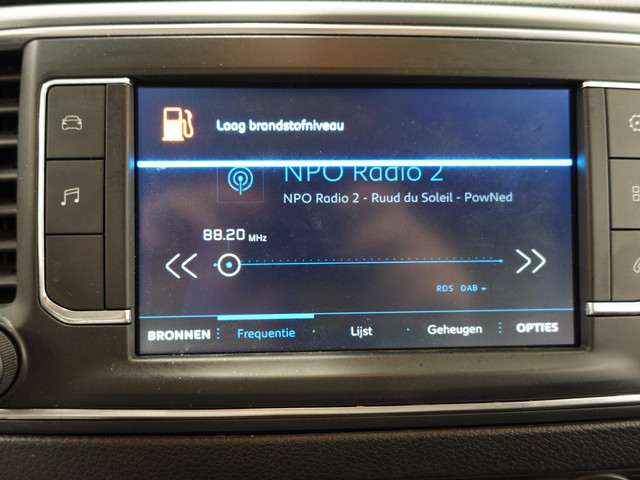 Laag brandstofniveau
NPO Radio 2
NPO Radio 2 - Ruud du Soleil - PowNed
88.20 MHz
RDS DAB
BRONNEN Frequentie Lijst Geheugen OPTIES